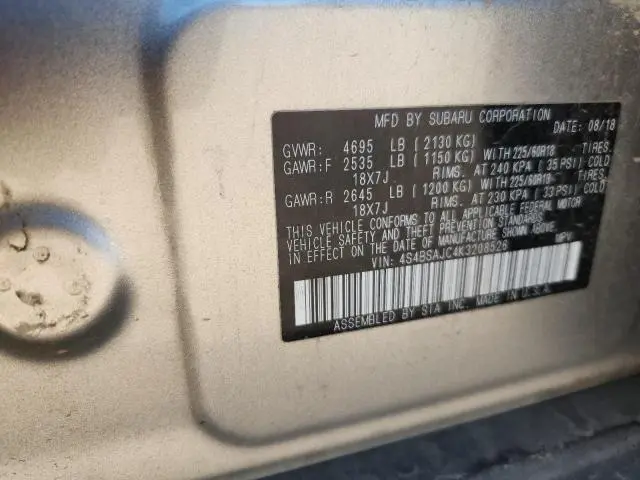 MFD BY SUBARU CORPORATION
DATE: 08/18
GVWR: 4695 LB (2130 KG)
GAWR:F 2535 LB (1150 KG) WITH 225/60R18 TIRES.
18X7J RIMS. AT 240 KPA (35 PSI) COLD
GAWR:R 2645 LB (1200 KG) WITH 225/60R18 TIRES.
18X7J RIMS. AT 230 KPA (33 PSI) COLD
THIS VEHICLE CONFORMS TO ALL APPLICABLE FEDERAL MOTOR
VEHICLE SAFETY AND THEFT PREVENTION STANDARDS
IN EFFECT ON THE DATE OF MANUFACTURE SHOWN ABOVE.
VIN: 4S4BSAJC4K3208526 MPV
ASSEMBLED BY SIA INC. MADE IN U.S.A.